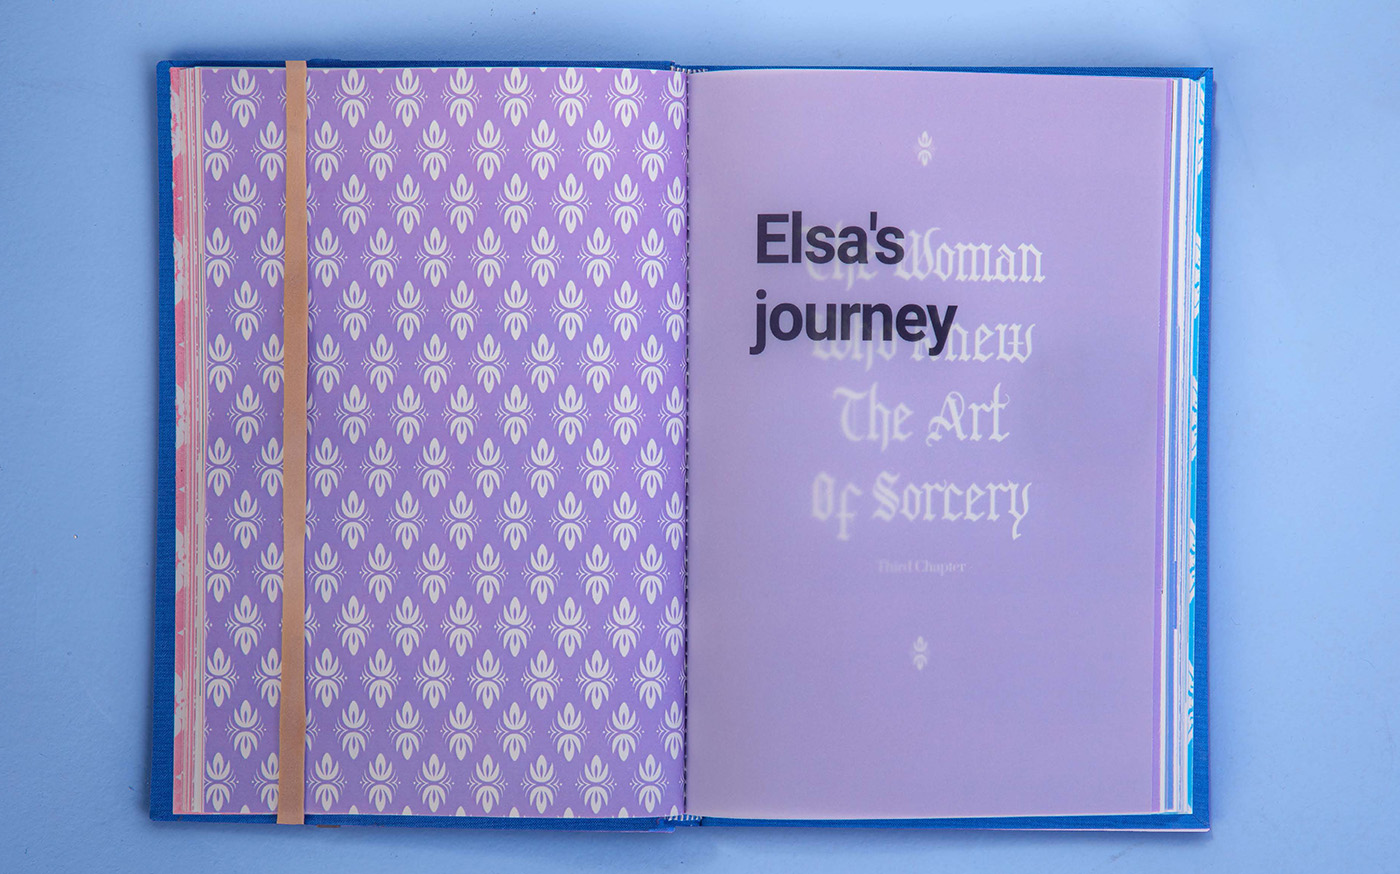 Elsa's
journey
The Woman
Who Knew
The Art
Of Sorcery
Third Chapter